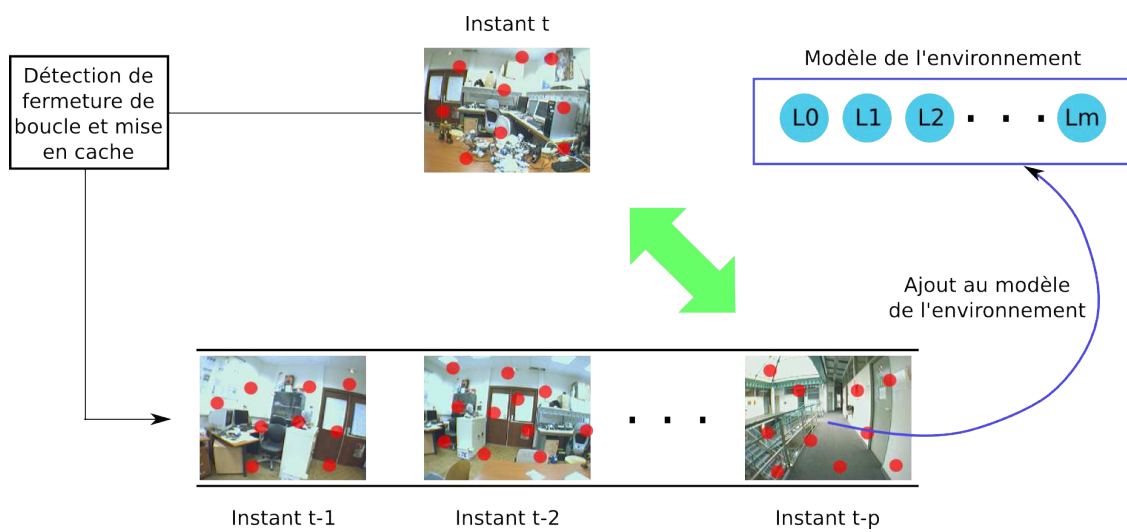 Instant t
Modèle de l'environnement
Détection de
fermeture de
boucle et mise
en cache
L0 L1 L2 . . . Lm
Ajout au modèle
de l'environnement
. . .
Instant t-1
Instant t-2
Instant t-p